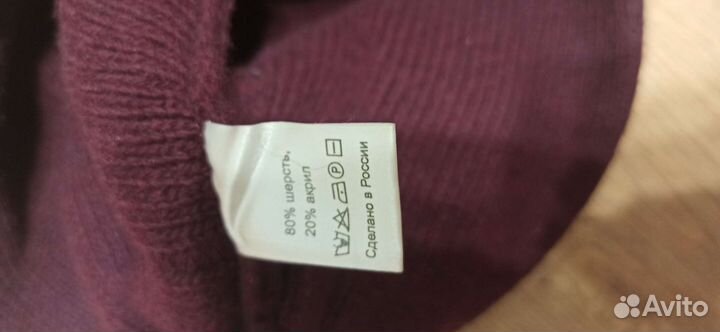 80% шерсть,
20% акрил
P
Сделано в России
Avito